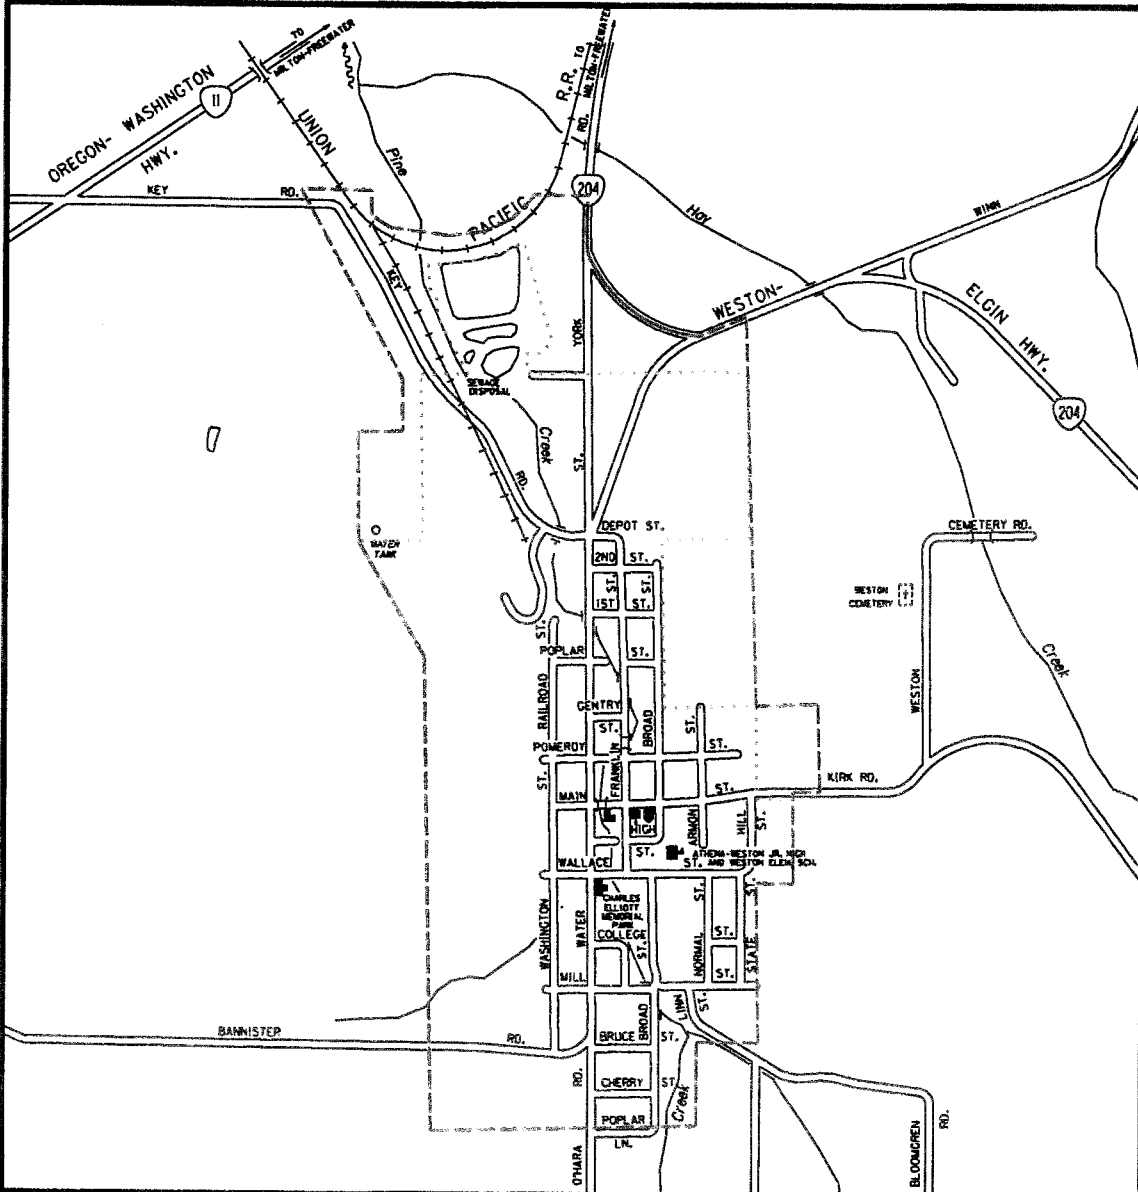 TO
MILTON-FREEWATER
TO
MILTON-FREEWATER
OREGON- WASHINGTON
HWY.
11
UNION
PACIFIC
R.R.
RD.
Pine
KEY
RD.
204
Hay
WINN
WESTON-
ELGIN
HWY.
204
KEY
YORK
ST.
SEWAGE
DISPOSAL
Creek
RD.
WATER
TANK
DEPOT ST.
2ND ST.
ST.
ST.
1ST ST.
CEMETERY RD.
WESTON
CEMETERY
WESTON
Creek
ST.
POPLAR ST.
RAILROAD
ST.
GENTRY
ST.
BROAD
ST.
POMEROY ST.
FRANKLIN
MAIN ST.
KIRK RD.
HIGH
ST.
ARMON
HILL
ST.
ATHENA-WESTON JR. HIGH
AND WESTON ELEM. SCH.
WALLACE ST.
CHARLES
ELLIOTT
MEMORIAL
PARK
COLLEGE
ST.
ST.
ST.
WASHINGTON
WATER
NORMAL
ST.
STATE
ST.
MILL ST.
LINN
ST.
BANNISTER RD.
BRUCE ST.
BROAD
CHERRY ST.
RD.
Creek
POPLAR
LN.
O'HARA
BLOOMGREN
RD.